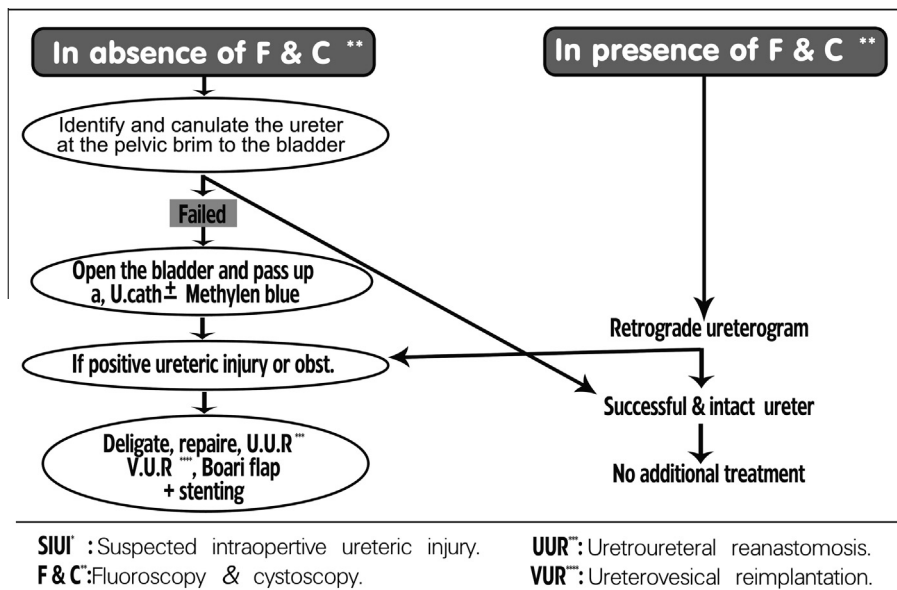 In absence of F & C **
In presence of F & C **
Identify and canulate the ureter
at the pelvic brim to the bladder
Failed
Open the bladder and pass up
a, U.cath ± Methylen blue
Retrograde ureterogram
If positive ureteric injury or obst.
Successful & intact ureter
Deligate, repaire, U.U.R ***
V.U.R ****, Boari flap
+ stenting
No additional treatment
SIUI* : Suspected intraopertive ureteric injury.
F & C**:Fluoroscopy & cystoscopy.
UUR***: Uretroureteral reanastomosis.
VUR****: Ureterovesical reimplantation.